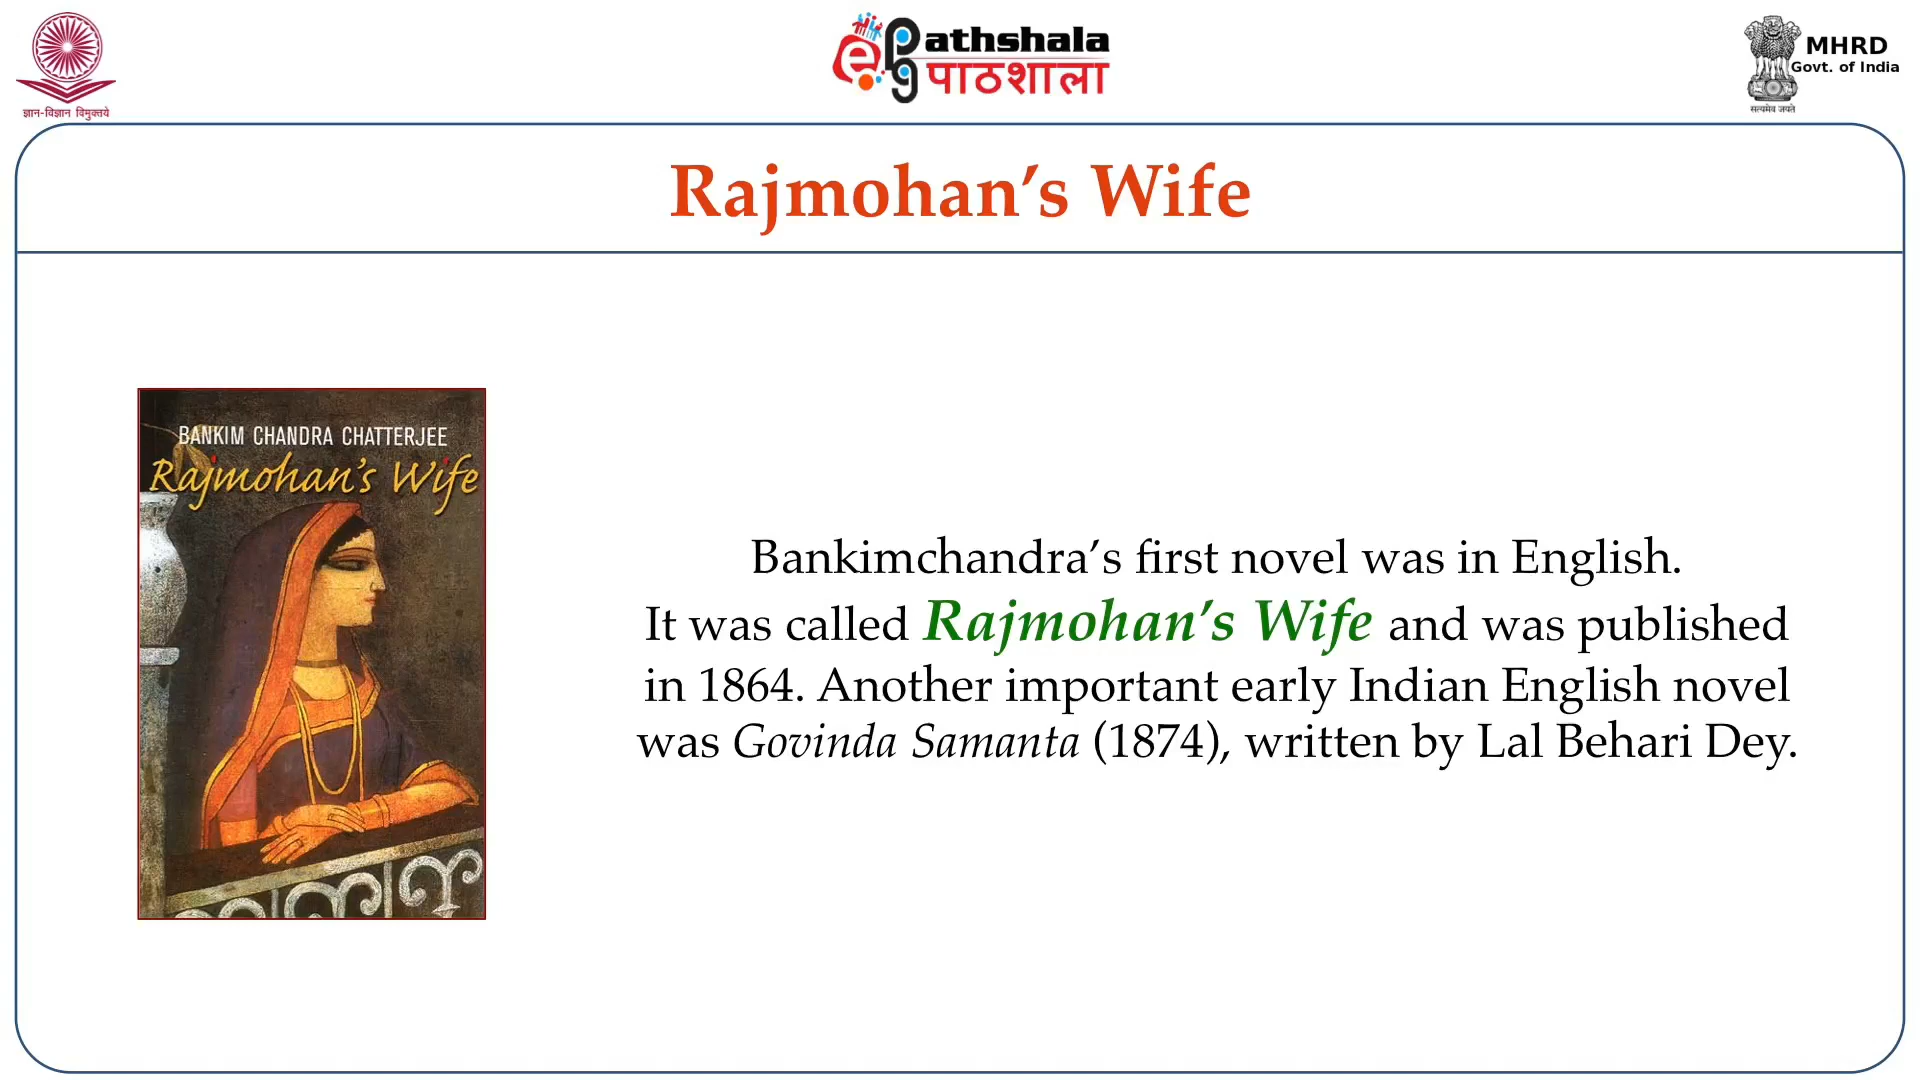 ज्ञान-विज्ञान विमुक्तये
ePg Pathshala
पाठशाला
MHRD
Govt. of India
सत्यमेव जयते
Rajmohan’s Wife
BANKIM CHANDRA CHATTERJEE
Rajmohan's Wife
Bankimchandra’s first novel was in English.
It was called Rajmohan’s Wife and was published
in 1864. Another important early Indian English novel
was Govinda Samanta (1874), written by Lal Behari Dey.